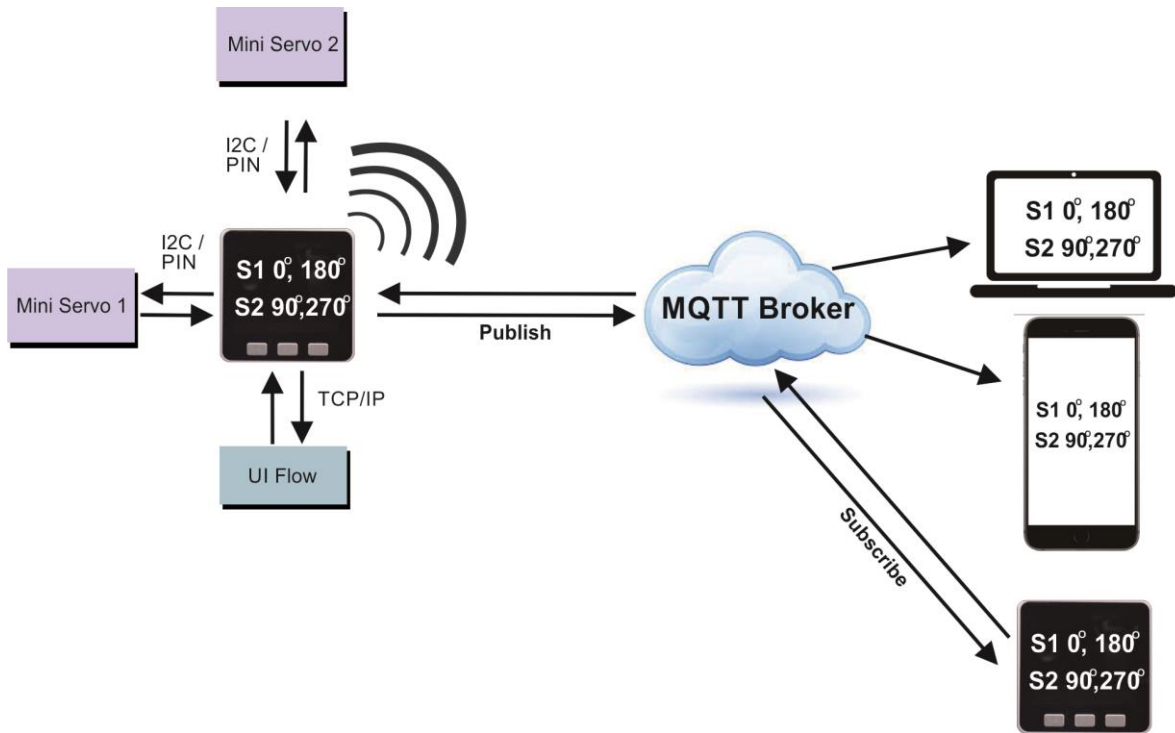 Mini Servo 2
I2C /
PIN
I2C /
PIN
Mini Servo 1
S1 0°, 180°
S2 90°,270°
Publish
TCP/IP
UI Flow
MQTT Broker
S1 0°, 180°
S2 90°,270°
S1 0°, 180°
S2 90°,270°
Subscribe
S1 0°, 180°
S2 90°,270°